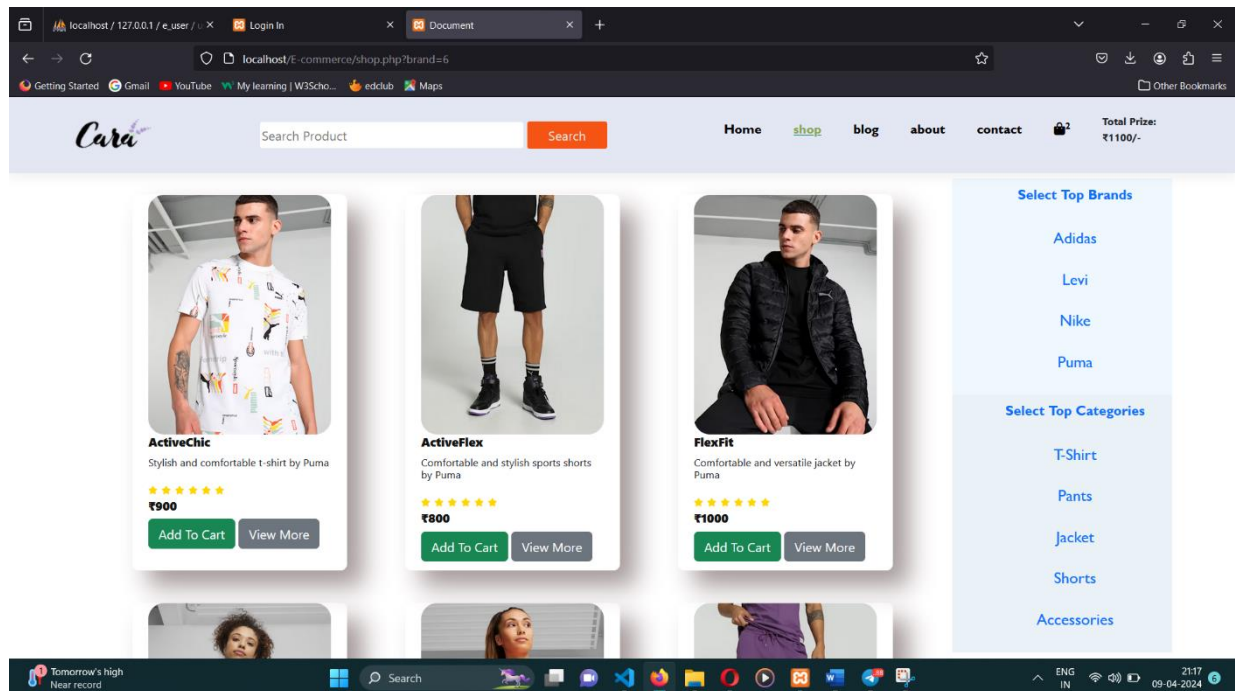 localhost / 127.0.0.1 / e_user / u
Login In
Document
localhost/E-commerce/shop.php?brand=6
Getting Started
Gmail
YouTube
My learning | W3Scho...
edclub
Maps
Other Bookmarks
Cara
Search Product
Search
Home
shop
blog
about
contact
2
Total Prize:
₹1100/-
ActiveChic
Stylish and comfortable t-shirt by Puma
₹900
Add To Cart
View More
ActiveFlex
Comfortable and stylish sports shorts
by Puma
₹800
Add To Cart
View More
FlexFit
Comfortable and versatile jacket by
Puma
₹1000
Add To Cart
View More
Select Top Brands
Adidas
Levi
Nike
Puma
Select Top Categories
T-Shirt
Pants
Jacket
Shorts
Accessories
1
Tomorrow's high
Near record
Search
ENG
IN
21:17
09-04-2024
6